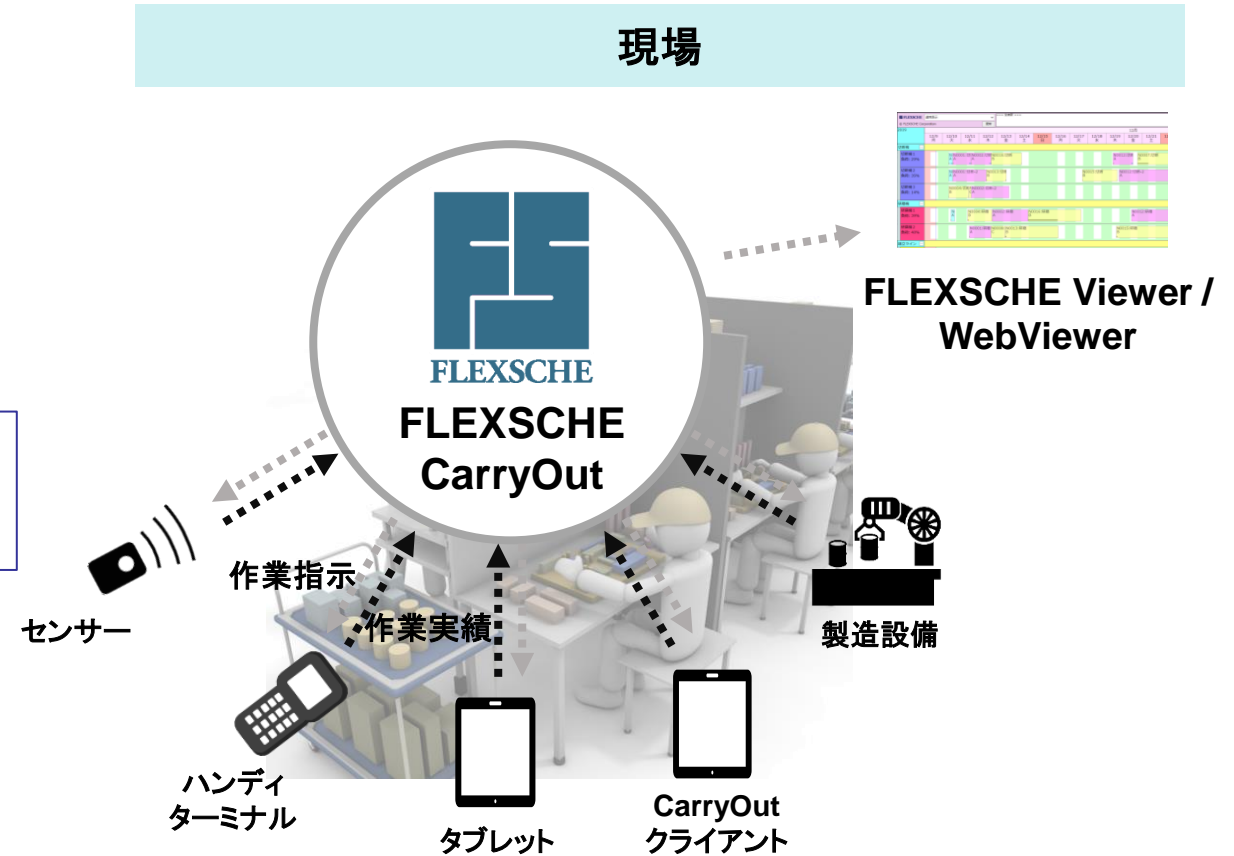 現場
FLEXSCHE
FLEXSCHE
CarryOut
FLEXSCHE Viewer /
WebViewer
センサー
作業指示
作業実績
製造設備
ハンディ
ターミナル
タブレット
CarryOut
クライアント